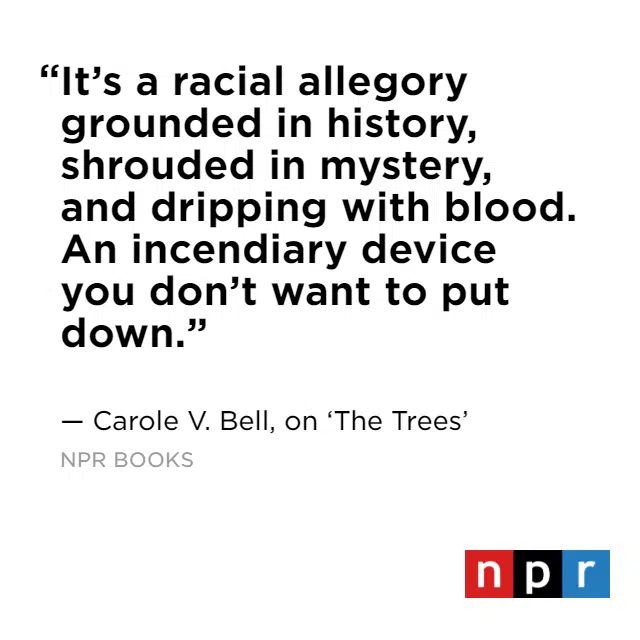 “It’s a racial allegory
grounded in history,
shrouded in mystery,
and dripping with blood.
An incendiary device
you don’t want to put
down.”
— Carole V. Bell, on ‘The Trees’
NPR BOOKS
npr